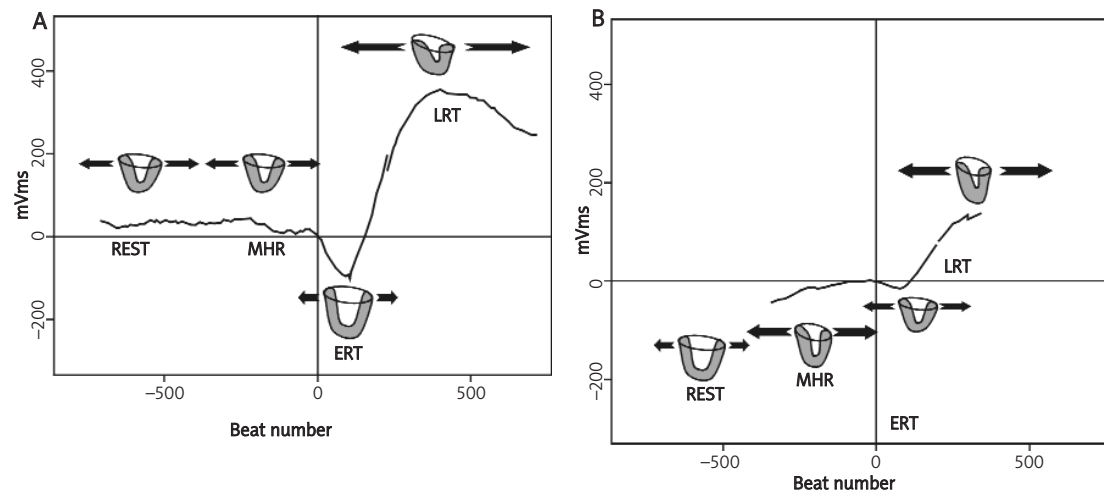 A
mVms
400
200
0
−200
REST
MHR
LRT
ERT
−500
0
500
Beat number
B
mVms
400
200
0
−200
REST
MHR
LRT
ERT
−500
0
500
Beat number